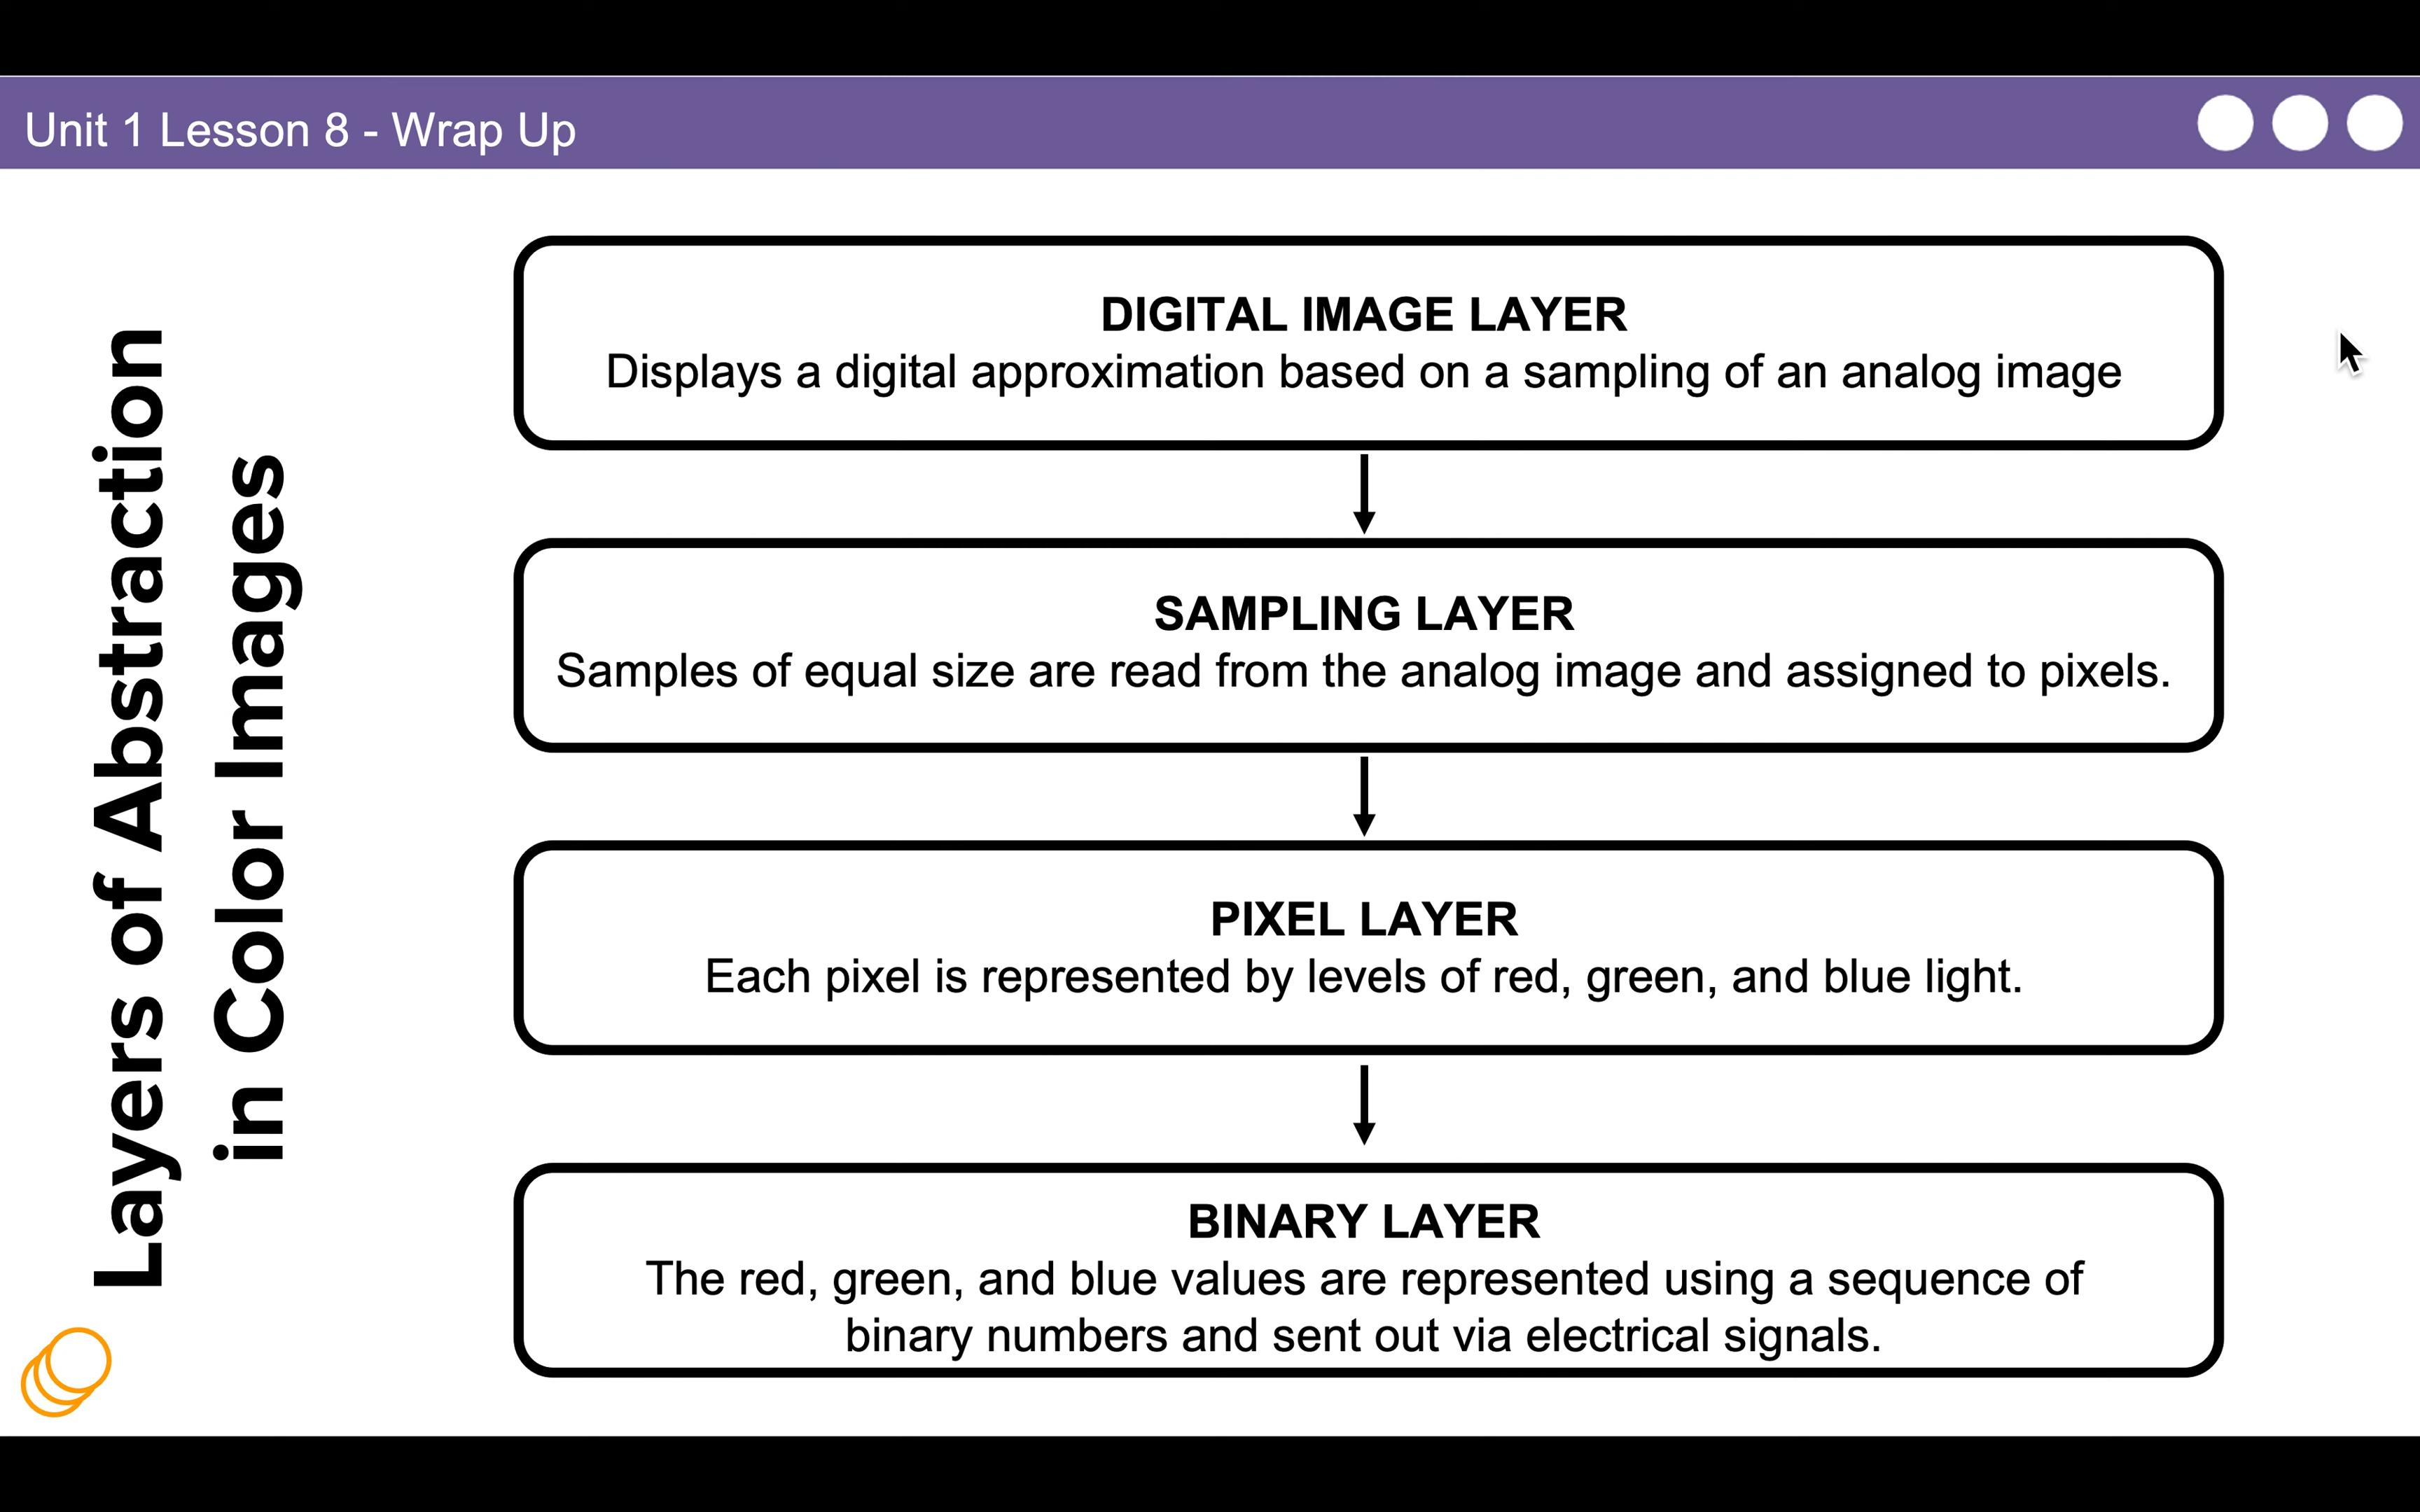 Unit 1 Lesson 8 - Wrap Up
Layers of Abstraction
in Color Images
DIGITAL IMAGE LAYER
Displays a digital approximation based on a sampling of an analog image
SAMPLING LAYER
Samples of equal size are read from the analog image and assigned to pixels.
PIXEL LAYER
Each pixel is represented by levels of red, green, and blue light.
BINARY LAYER
The red, green, and blue values are represented using a sequence of
binary numbers and sent out via electrical signals.